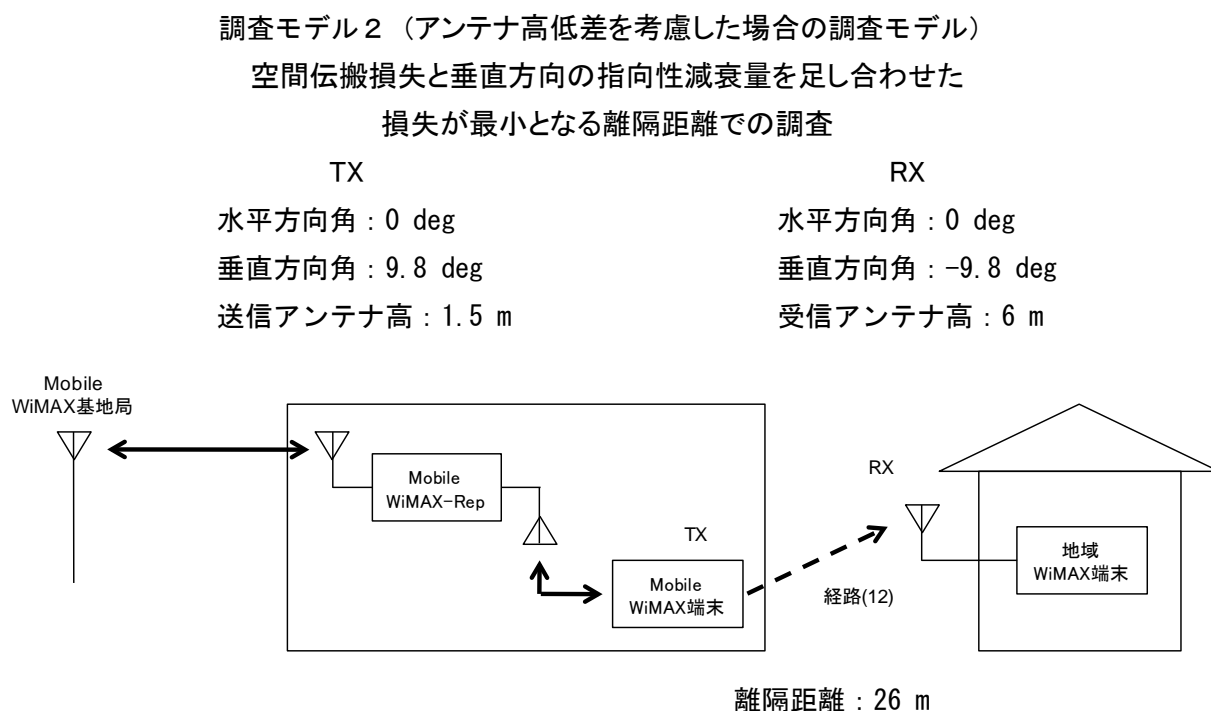 調査モデル２ （アンテナ高低差を考慮した場合の調査モデル）
空間伝搬損失と垂直方向の指向性減衰量を足し合わせた
損失が最小となる離隔距離での調査
TX
水平方向角：0 deg
垂直方向角：9.8 deg
送信アンテナ高：1.5 m
RX
水平方向角：0 deg
垂直方向角：-9.8 deg
受信アンテナ高：6 m
Mobile
WiMAX基地局
Mobile
WiMAX-Rep
TX
Mobile
WiMAX端末
経路(12)
RX
地域
WiMAX端末
離隔距離：26 m